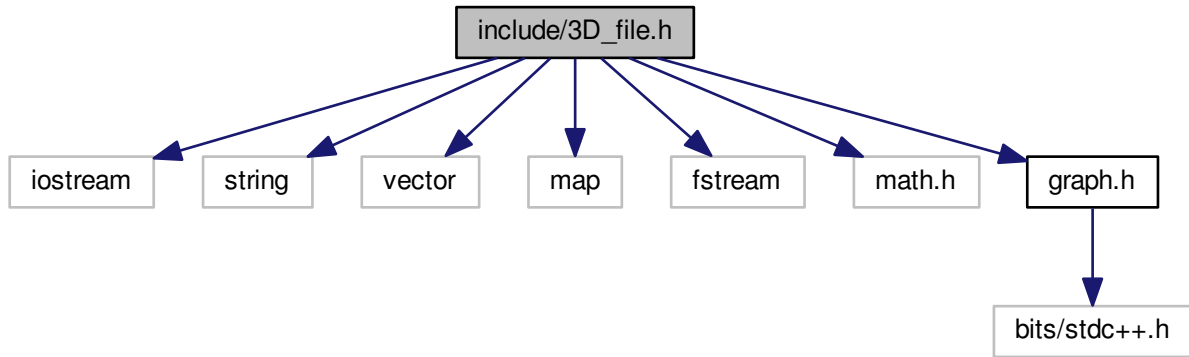 include/3D_file.h
iostream
string
vector
map
fstream
math.h
graph.h
bits/stdc++.h